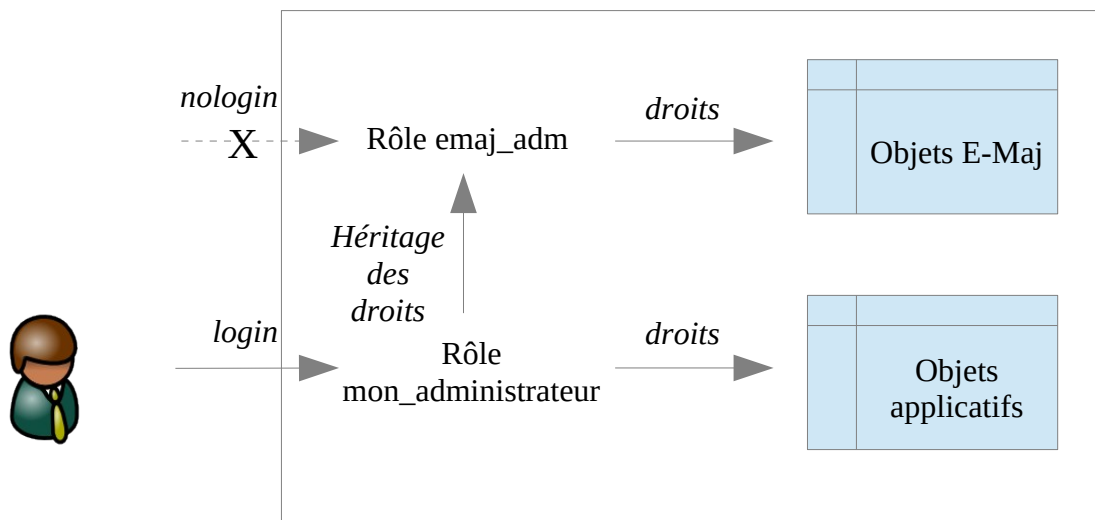 nologin
X
Rôle emaj_adm
droits
Objets E-Maj
Héritage
des
droits
login
Rôle
mon_administrateur
droits
Objets
applicatifs